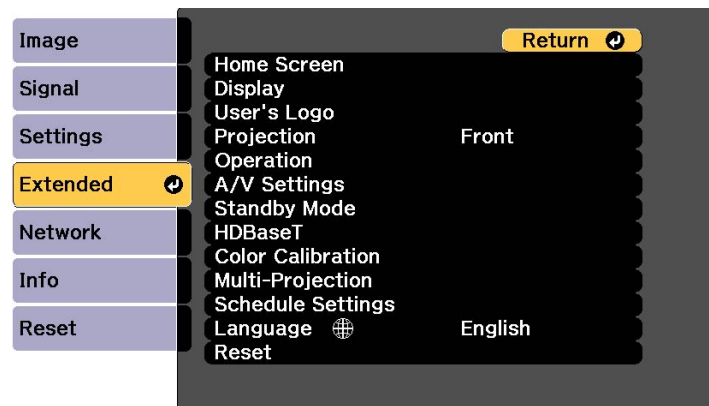 Image
Signal
Settings
Extended
Network
Info
Reset
Return
Home Screen
Display
User's Logo
Projection Front
Operation
A/V Settings
Standby Mode
HDBaseT
Color Calibration
Multi-Projection
Schedule Settings
Language English
Reset